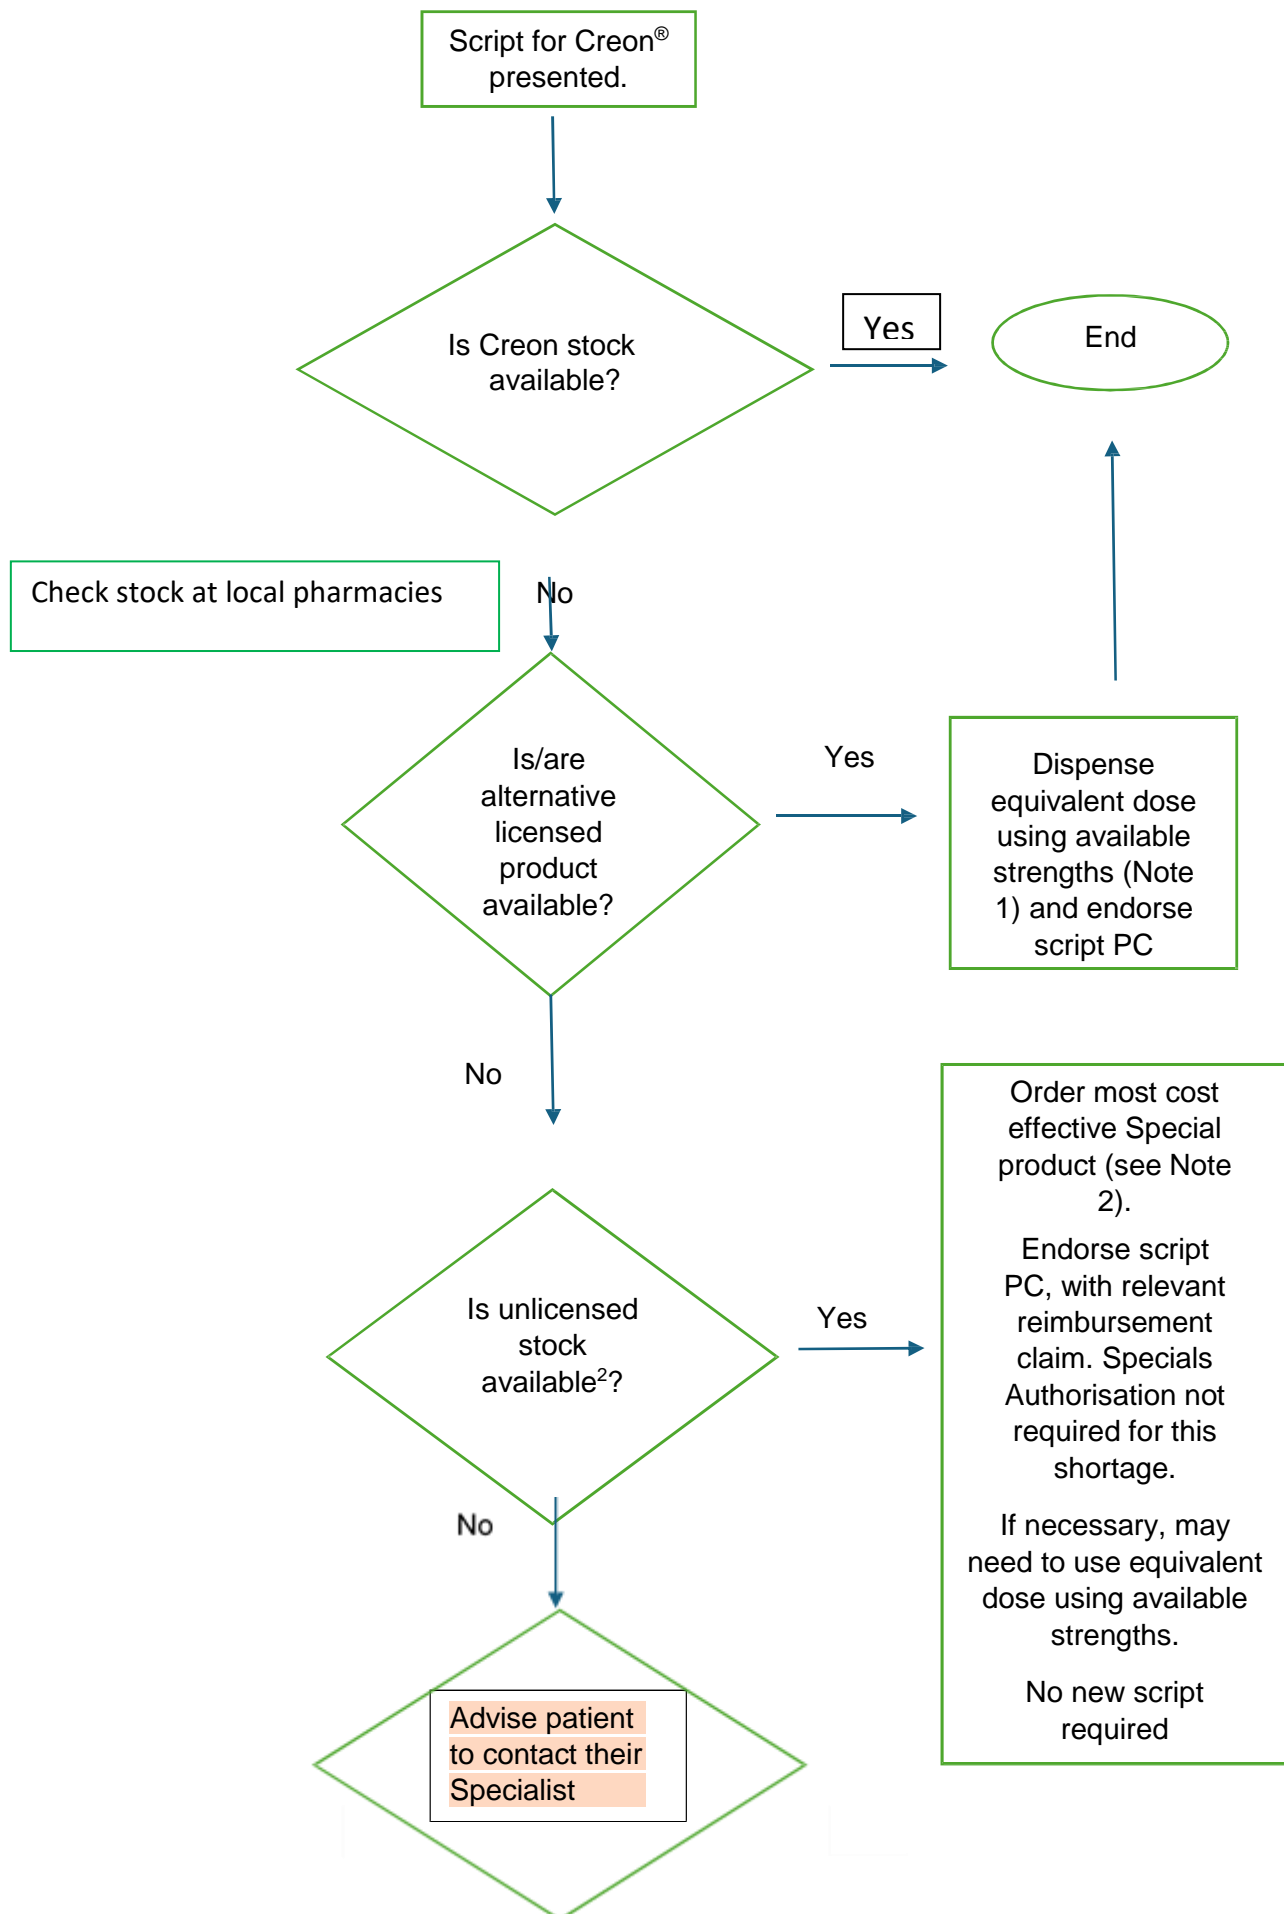 Script for Creon®
presented.
Is Creon stock
available?
Yes
End
Check stock at local pharmacies
No
Is/are
alternative
licensed
product
available?
Yes
Dispense
equivalent dose
using available
strengths (Note
1) and endorse
script PC
No
Is unlicensed
stock
available²?
Yes
Order most cost
effective Special
product (see Note
2).
Endorse script
PC, with relevant
reimbursement
claim. Specials
Authorisation not
required for this
shortage.
If necessary, may
need to use equivalent
dose using available
strengths.
No new script
required
No
Advise patient
to contact their
Specialist